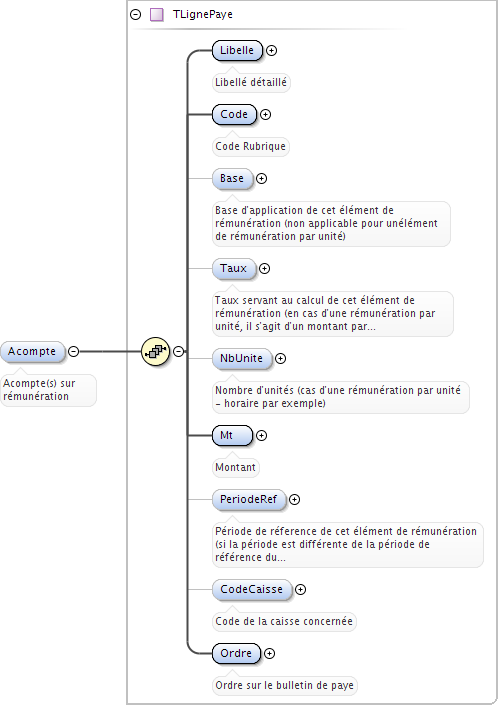 TLignePaye
Libelle
Libellé détaillé
Code
Code Rubrique
Base
Base d'application de cet élément de
rémunération (non applicable pour unélément
de rémunération par unité)
Taux
Taux servant au calcul de cet élément de
rémunération (en cas d'une rémunération par
unité, il s'agit d'un montant par...
Acompte
Acompte(s) sur
rémunération
NbUnite
Nombre d'unités (cas d'une rémunération par unité
- horaire par exemple)
Mt
Montant
PeriodeRef
Période de réference de cet élément de rémunération
(si la période est différente de la période de
référence du...
CodeCaisse
Code de la caisse concernée
Ordre
Ordre sur le bulletin de paye